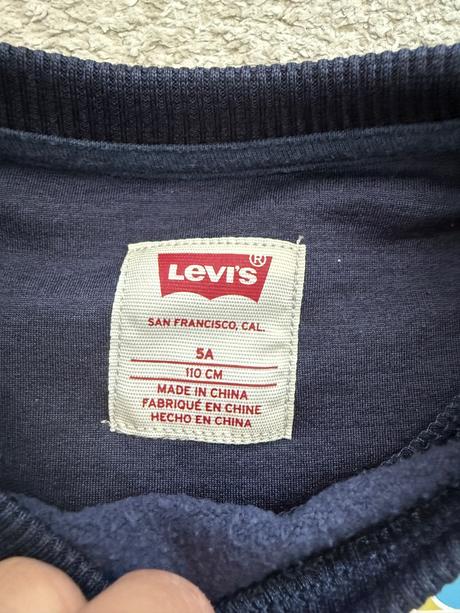 Levi's ®
SAN FRANCISCO, CAL.
5A
110 CM
MADE IN CHINA
FABRIQUÉ EN CHINE
HECHO EN CHINA